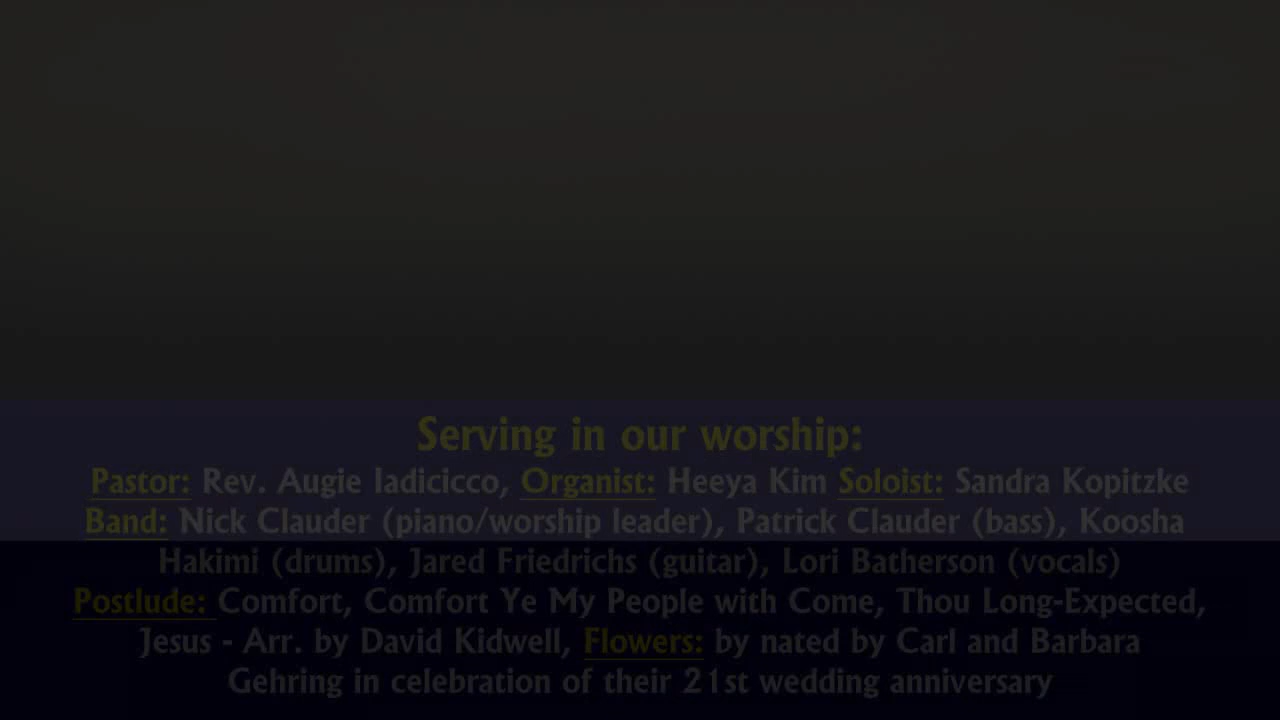 Serving in our worship:
Pastor: Rev. Augie Iadicicco, Organist: Heeya Kim Soloist: Sandra Kopitzke
Band: Nick Clauder (piano/worship leader), Patrick Clauder (bass), Koosha
Hakimi (drums), Jared Friedrichs (guitar), Lori Batherson (vocals)
Postlude: Comfort, Comfort Ye My People with Come, Thou Long-Expected,
Jesus - Arr. by David Kidwell, Flowers: by nated by Carl and Barbara
Gehring in celebration of their 21st wedding anniversary